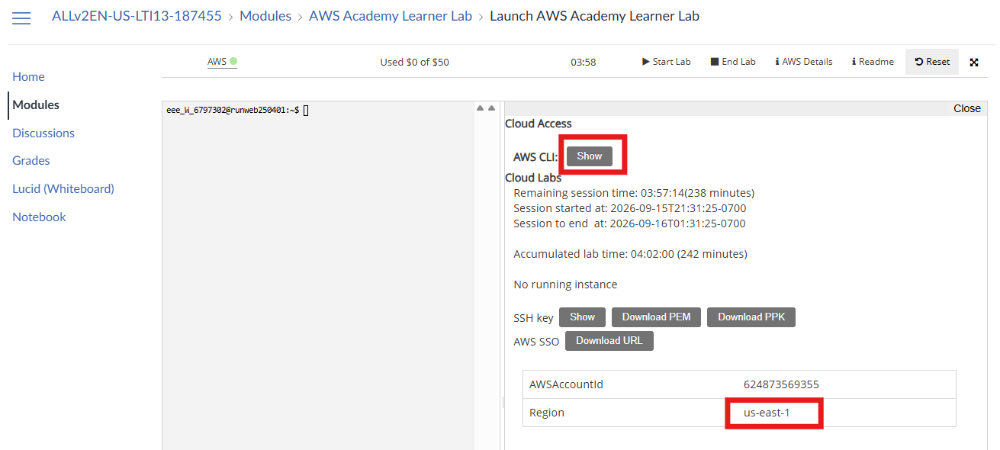 ALLv2EN-US-LTI13-187455 > Modules > AWS Academy Learner Lab > Launch AWS Academy Learner Lab
AWS Used $0 of $50 03:58 Start Lab End Lab AWS Details Readme Reset
Home
Modules
Discussions
Grades
Lucid (Whiteboard)
Notebook
eee_W_6797302@runweb250401:~$
Close
Cloud Access
AWS CLI: Show
Cloud Labs
Remaining session time: 03:57:14(238 minutes)
Session started at: 2026-09-15T21:31:25-0700
Session to end at: 2026-09-16T01:31:25-0700
Accumulated lab time: 04:02:00 (242 minutes)
No running instance
SSH key Show Download PEM Download PPK
AWS SSO Download URL
AWSAccountId 624873569355
Region us-east-1